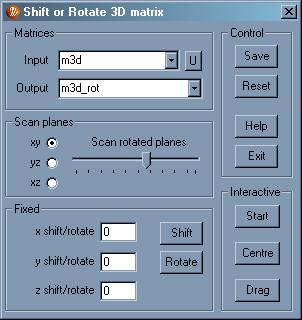 Shift or Rotate 3D matrix
Matrices
Input m3d U
Output m3d_rot
Scan planes
xy
yz
xz
Scan rotated planes
Fixed
x shift/rotate 0 Shift
y shift/rotate 0 Rotate
z shift/rotate 0
Control
Save
Reset
Help
Exit
Interactive
Start
Centre
Drag